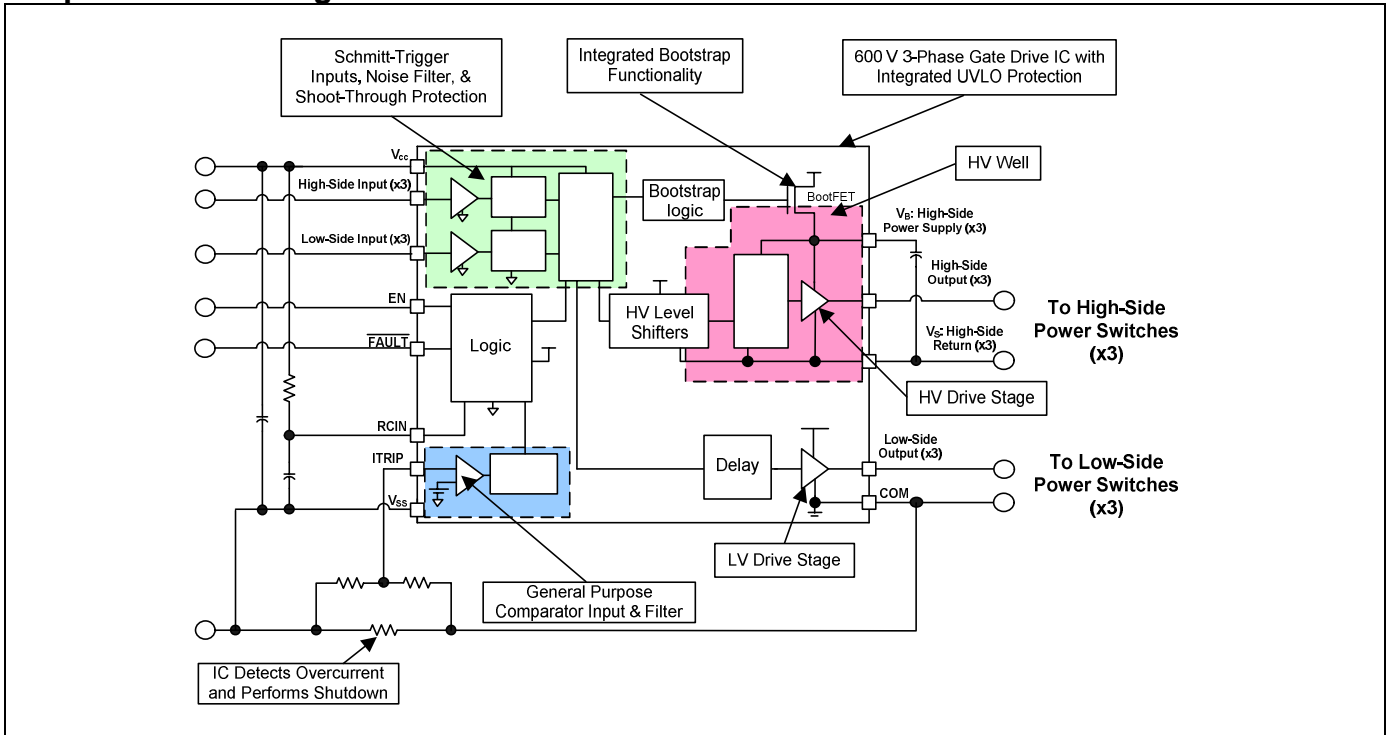 Schmitt-Trigger
Inputs, Noise Filter, &
Shoot-Through Protection
Integrated Bootstrap
Functionality
600 V 3-Phase Gate Drive IC with
Integrated UVLO Protection
HV Well
Vcc
High-Side Input (x3)
Low-Side Input (x3)
EN
FAULT
RCIN
ITRIP
VSS
Bootstrap
logic
BootFET
Logic
HV Level
Shifters
VB: High-Side
Power Supply (x3)
High-Side
Output (x3)
VS: High-Side
Return (x3)
To High-Side
Power Switches
(x3)
HV Drive Stage
Delay
Low-Side
Output (x3)
COM
To Low-Side
Power Switches
(x3)
LV Drive Stage
General Purpose
Comparator Input & Filter
IC Detects Overcurrent
and Performs Shutdown